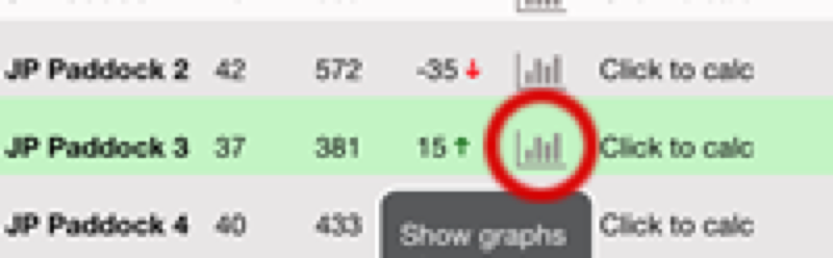 JP Paddock 2 42 572 -35 Click to calc
JP Paddock 3 37 381 15 Click to calc
JP Paddock 4 40 433 Click to calc
Show graphs